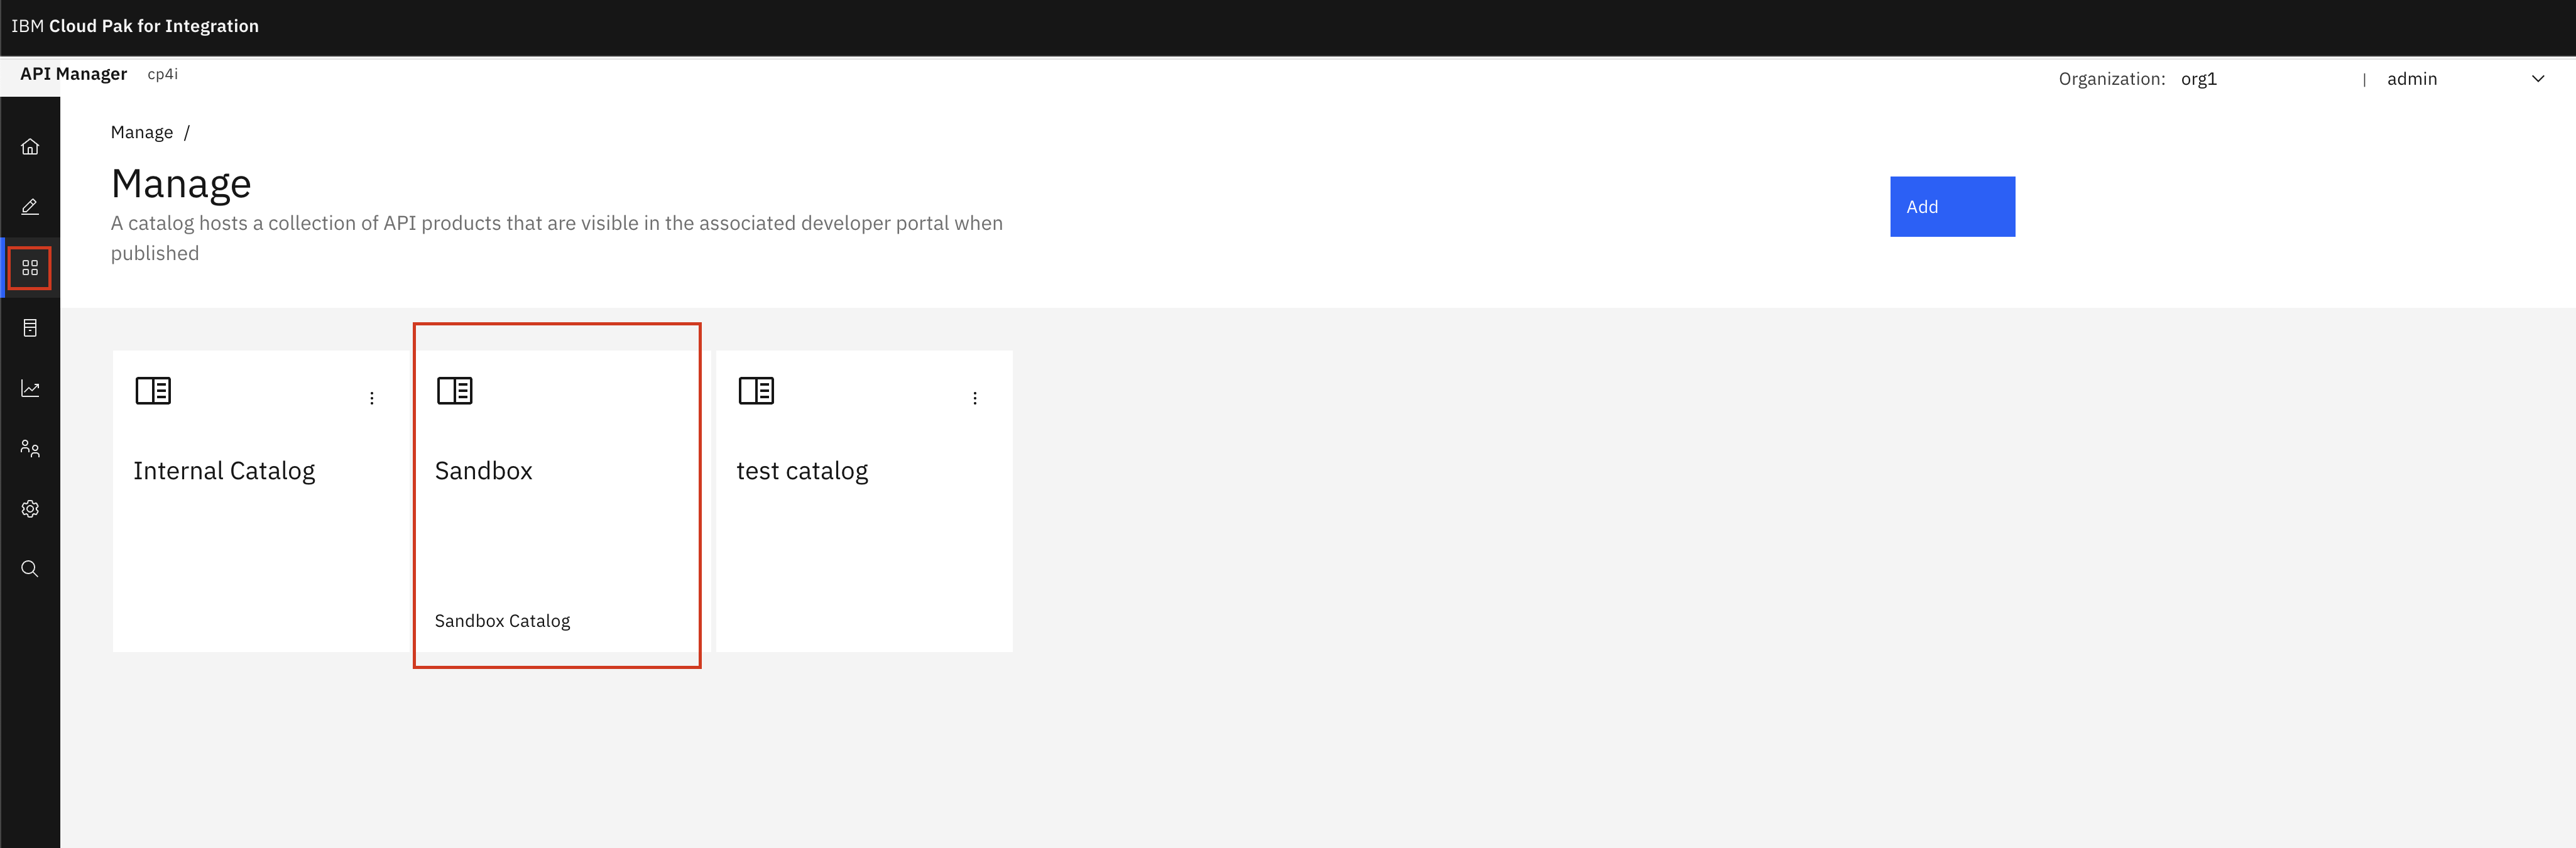 IBM Cloud Pak for Integration
API Manager cp4i
Organization: org1 | admin
Manage /
Manage
A catalog hosts a collection of API products that are visible in the associated developer portal when
published
Add
Internal Catalog
Sandbox
Sandbox Catalog
test catalog